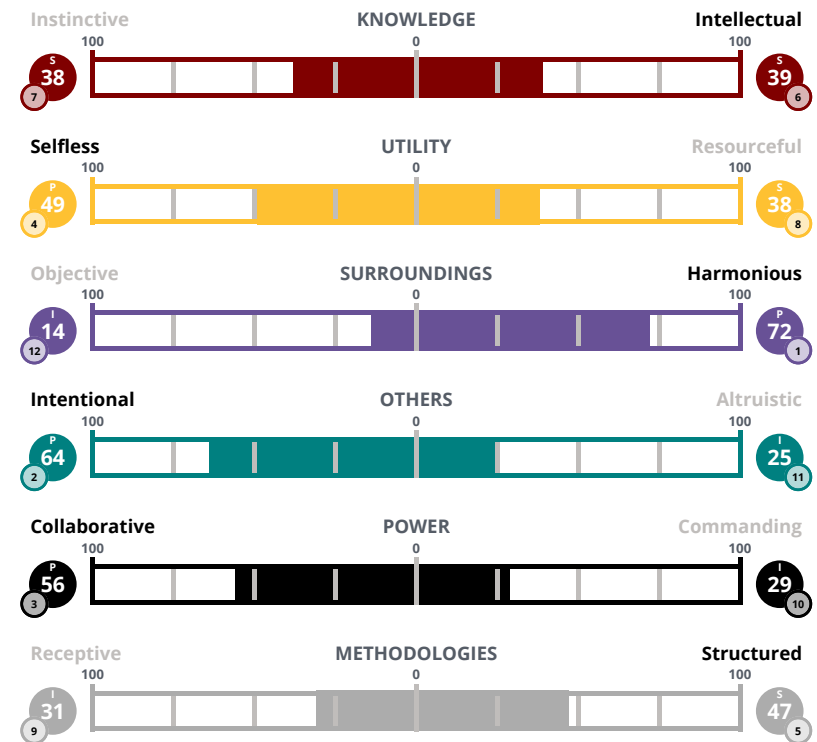 Instinctive KNOWLEDGE Intellectual
100 0 100
S 38 7 S 39 6
Selfless UTILITY Resourceful
100 0 100
P 49 4 S 38 8
Objective SURROUNDINGS Harmonious
100 0 100
I 14 12 P 72 1
Intentional OTHERS Altruistic
100 0 100
P 64 2 I 25 11
Collaborative POWER Commanding
100 0 100
P 56 3 I 29 10
Receptive METHODOLOGIES Structured
100 0 100
I 31 9 S 47 5